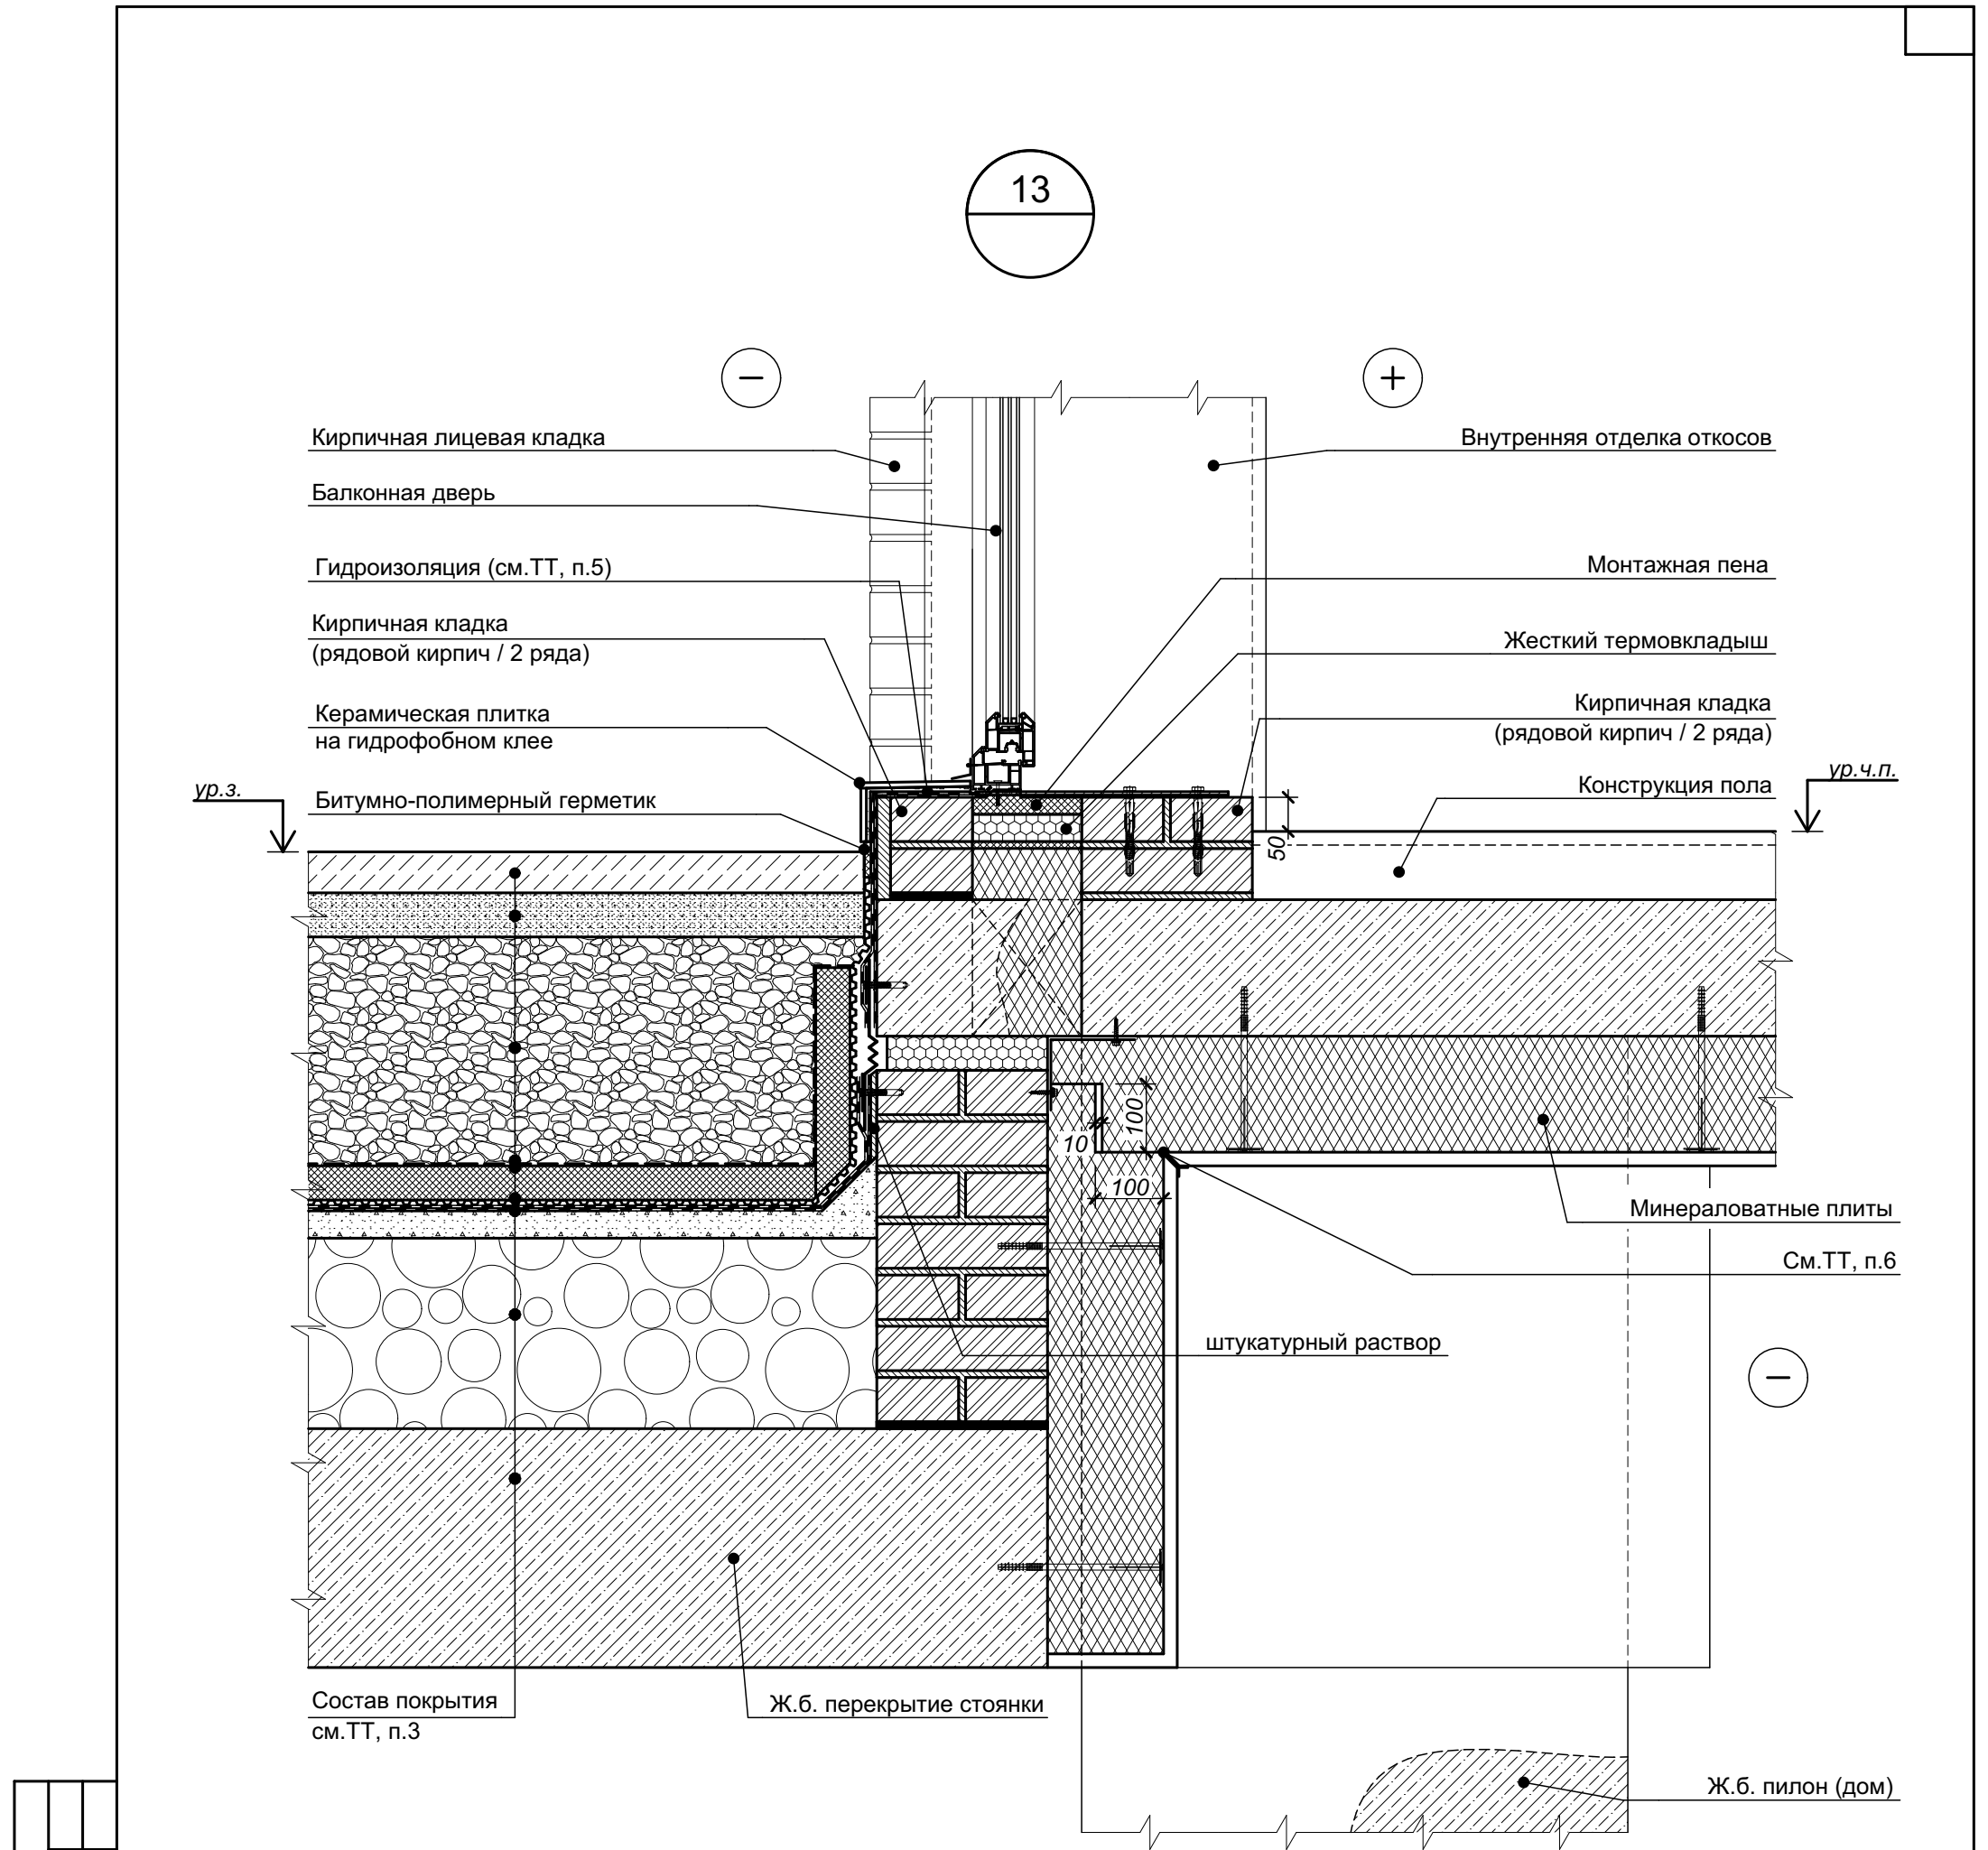 13
−
+
Кирпичная лицевая кладка
Внутренняя отделка откосов
Балконная дверь
Гидроизоляция (см.ТТ, п.5)
Монтажная пена
Кирпичная кладка
(рядовой кирпич / 2 ряда)
Жесткий термовкладыш
Керамическая плитка
на гидрофобном клее
Кирпичная кладка
(рядовой кирпич / 2 ряда)
ур.з.
Битумно-полимерный герметик
Конструкция пола
ур.ч.п.
50
100
10
100
Минераловатные плиты
См.ТТ, п.6
штукатурный раствор
−
Состав покрытия
см.ТТ, п.3
Ж.б. перекрытие стоянки
Ж.б. пилон (дом)